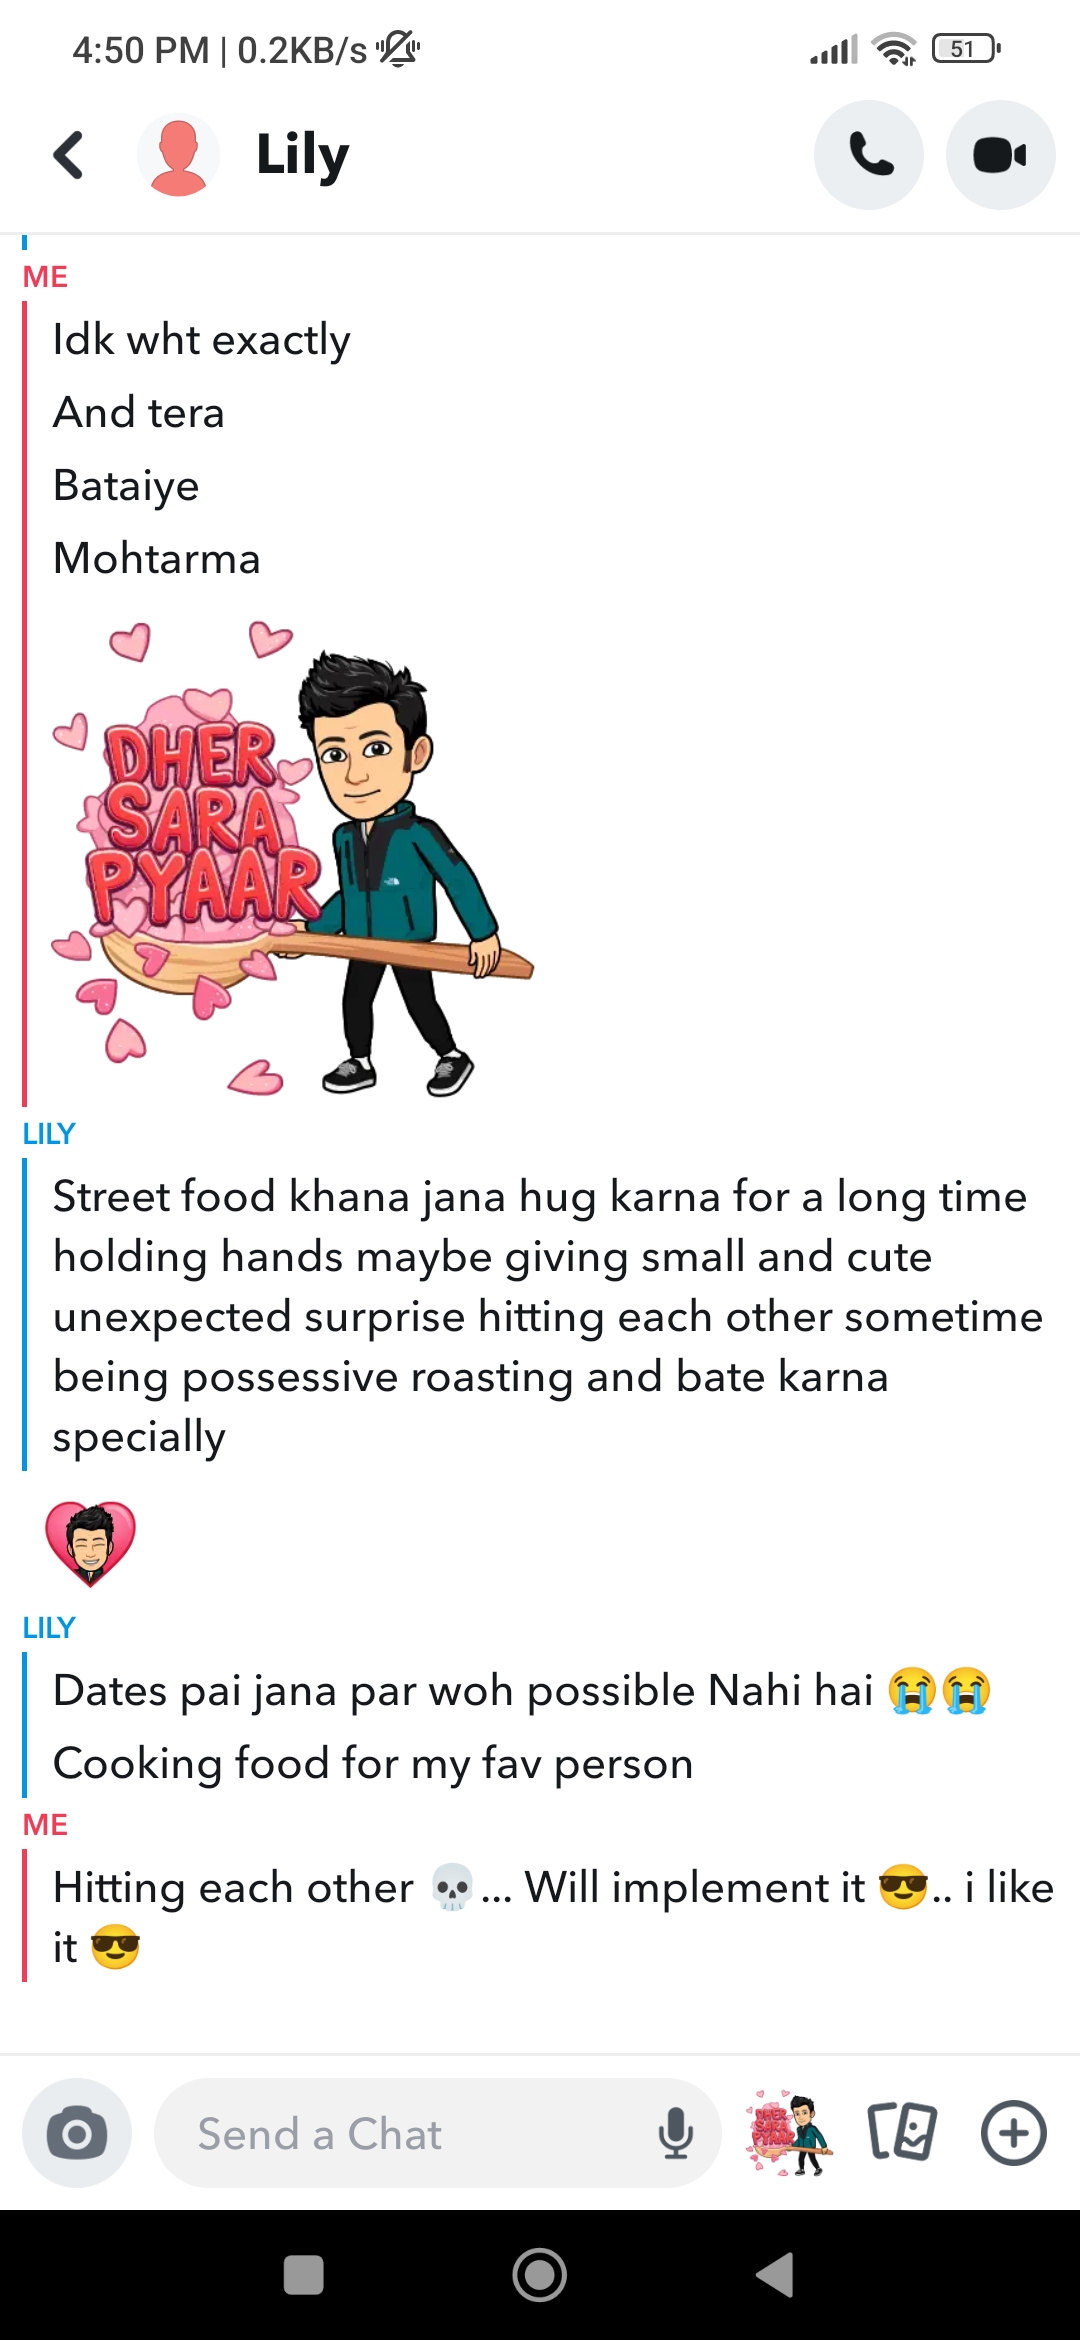 4:50 PM | 0.2KB/s
51
Lily
ME
Idk wht exactly
And tera
Bataiye
Mohtarma
DHER
SARA
PYAAR
LILY
Street food khana jana hug karna for a long time
holding hands maybe giving small and cute
unexpected surprise hitting each other sometime
being possessive roasting and bate karna
specially
LILY
Dates pai jana par woh possible Nahi hai 😭😭
Cooking food for my fav person
ME
Hitting each other 💀... Will implement it 😎.. i like
it 😎
Send a Chat
DHER
SARA
PYAAR